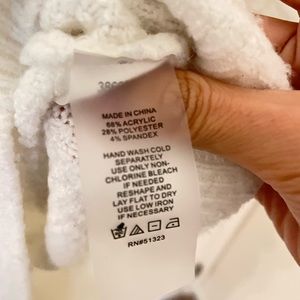 MADE IN CHINA
68% ACRYLIC
28% POLYESTER
4% SPANDEX
HAND WASH COLD
SEPARATELY
USE ONLY NON-
CHLORINE BLEACH
IF NEEDED
RESHAPE AND
LAY FLAT TO DRY
USE LOW IRON
IF NECESSARY
RN#51323